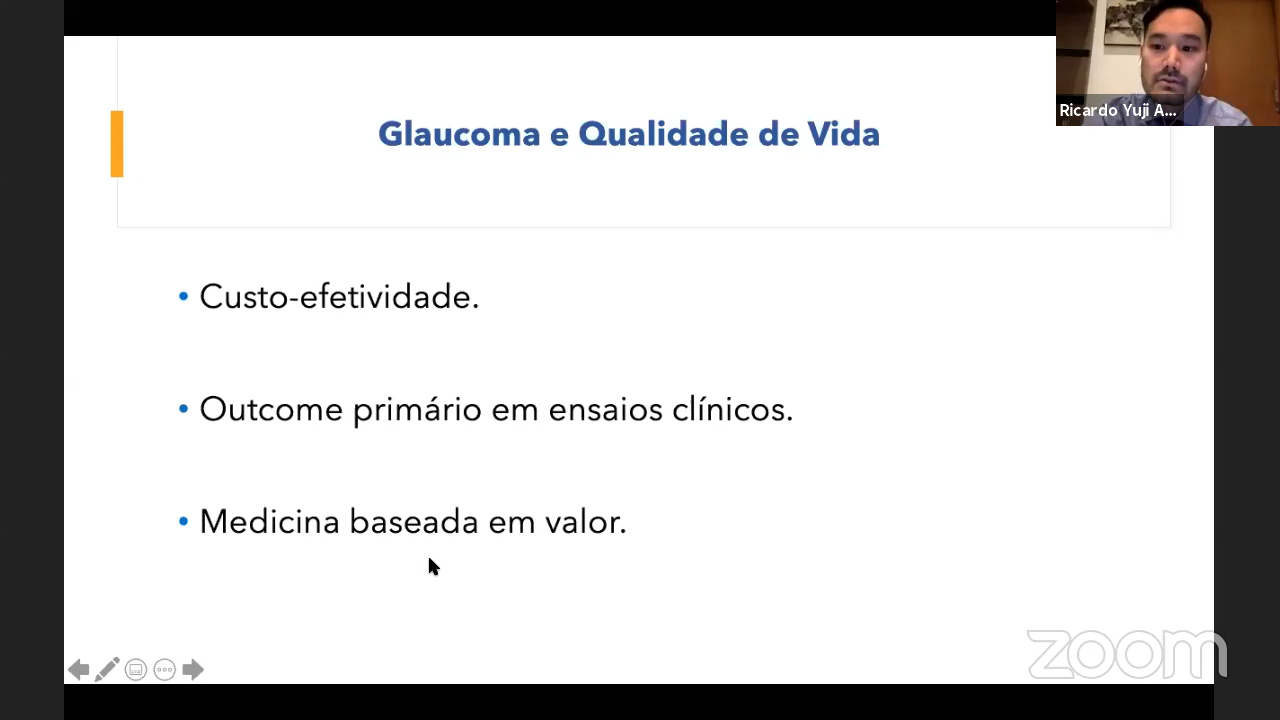 Ricardo Yuji A...
Glaucoma e Qualidade de Vida
• Custo-efetividade.
• Outcome primário em ensaios clínicos.
• Medicina baseada em valor.
zoom